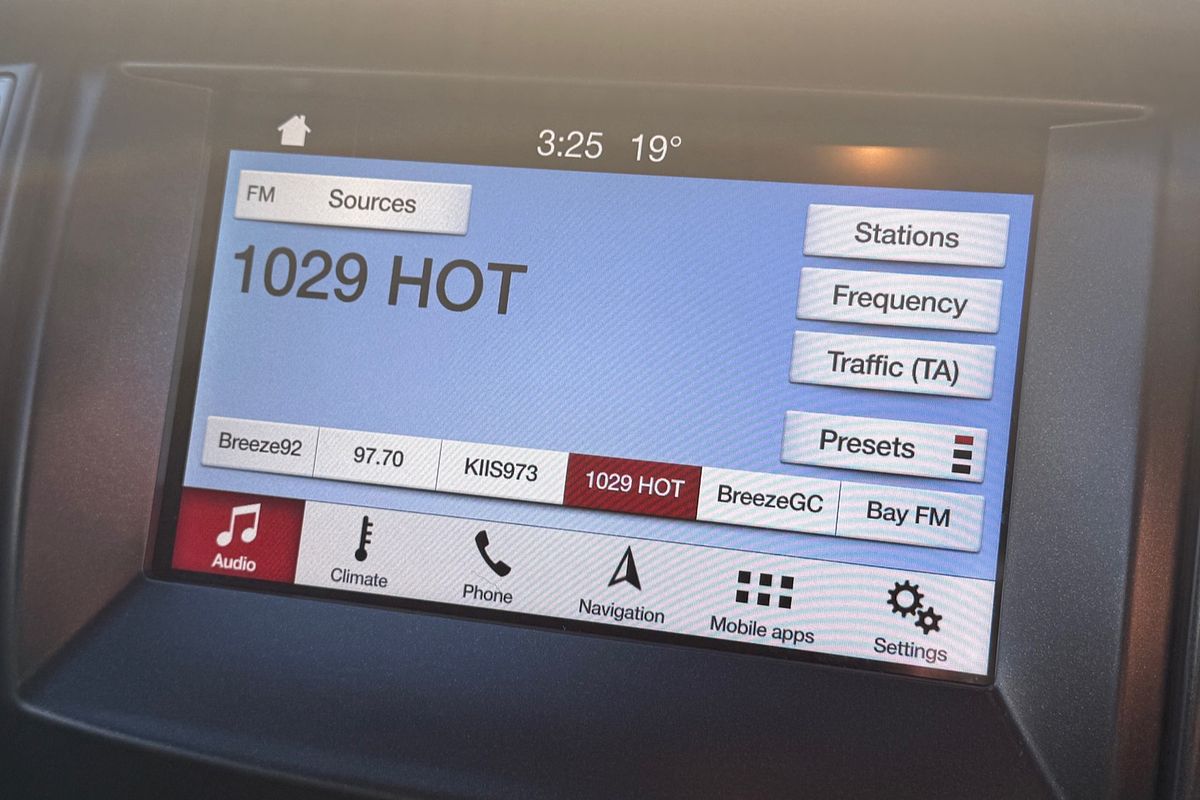 3:25 19°
FM Sources
1029 HOT
Stations
Frequency
Traffic (TA)
Presets
Breeze92 97.70 KIIS973 1029 HOT BreezeGC Bay FM
Audio Climate Phone Navigation Mobile apps Settings